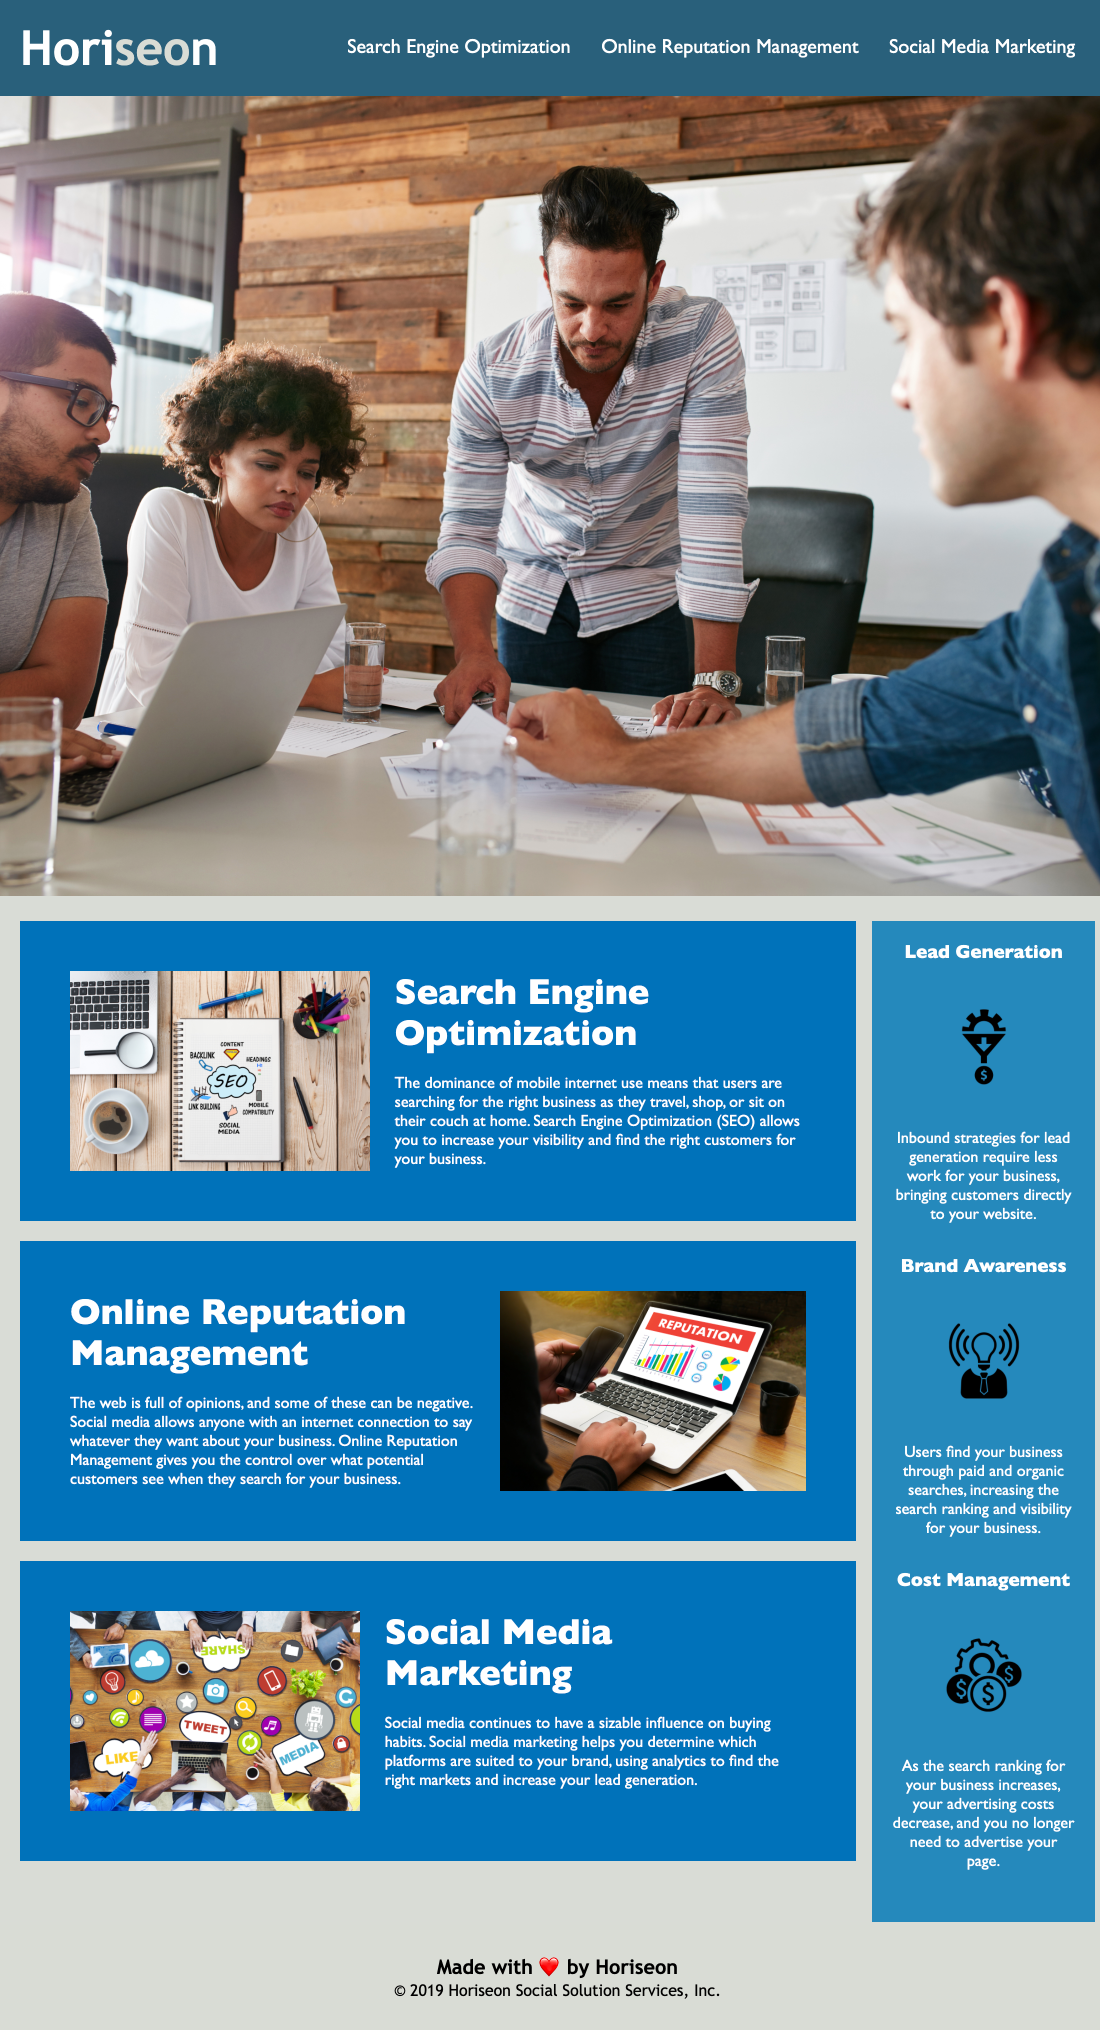 Horiseon
Search Engine Optimization
Online Reputation Management
Social Media Marketing
Search Engine
Optimization
The dominance of mobile internet use means that users are
searching for the right business as they travel, shop, or sit on
their couch at home. Search Engine Optimization (SEO) allows
you to increase your visibility and find the right customers for
your business.
CONTENT
BACKLINK
HEADINGS
SEO
LINK BUILDING
MOBILE
COMPATIBILITY
SOCIAL
MEDIA
Online Reputation
Management
The web is full of opinions, and some of these can be negative.
Social media allows anyone with an internet connection to say
whatever they want about your business. Online Reputation
Management gives you the control over what potential
customers see when they search for your business.
REPUTATION
Social Media
Marketing
Social media continues to have a sizable influence on buying
habits. Social media marketing helps you determine which
platforms are suited to your brand, using analytics to find the
right markets and increase your lead generation.
SHARE
TWEET
LIKE
MEDIA
Lead Generation
$
Inbound strategies for lead
generation require less
work for your business,
bringing customers directly
to your website.
Brand Awareness
Users find your business
through paid and organic
searches, increasing the
search ranking and visibility
for your business.
Cost Management
$ $ $
As the search ranking for
your business increases,
your advertising costs
decrease, and you no longer
need to advertise your
page.
Made with ❤️ by Horiseon
© 2019 Horiseon Social Solution Services, Inc.